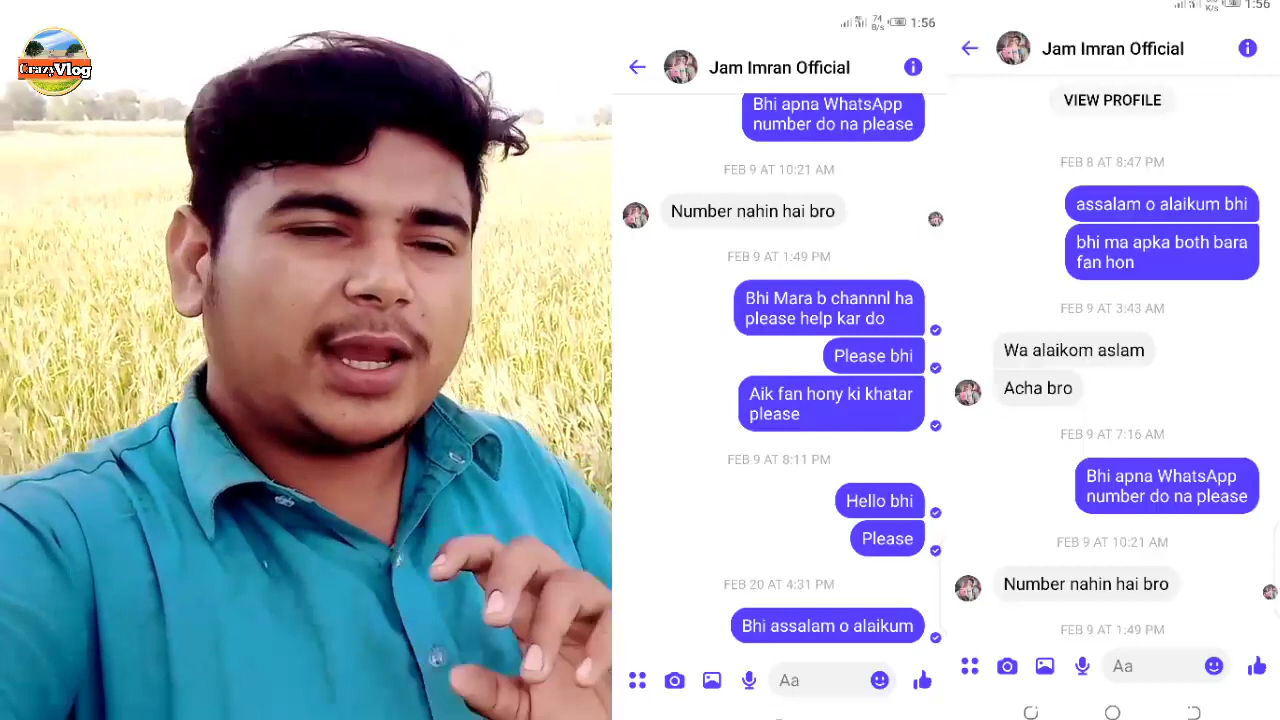 CrazyVlog
74
B/s
1:56
Jam Imran Official
Bhi apna WhatsApp
number do na please
FEB 9 AT 10:21 AM
Number nahin hai bro
FEB 9 AT 1:49 PM
Bhi Mara b channnl ha
please help kar do
Please bhi
Aik fan hony ki khatar
please
FEB 9 AT 8:11 PM
Hello bhi
Please
FEB 20 AT 4:31 PM
Bhi assalam o alaikum
Aa
K/s
1:56
Jam Imran Official
VIEW PROFILE
FEB 8 AT 8:47 PM
assalam o alaikum bhi
bhi ma apka both bara
fan hon
FEB 9 AT 3:43 AM
Wa alaikom aslam
Acha bro
FEB 9 AT 7:16 AM
Bhi apna WhatsApp
number do na please
FEB 9 AT 10:21 AM
Number nahin hai bro
FEB 9 AT 1:49 PM
Aa